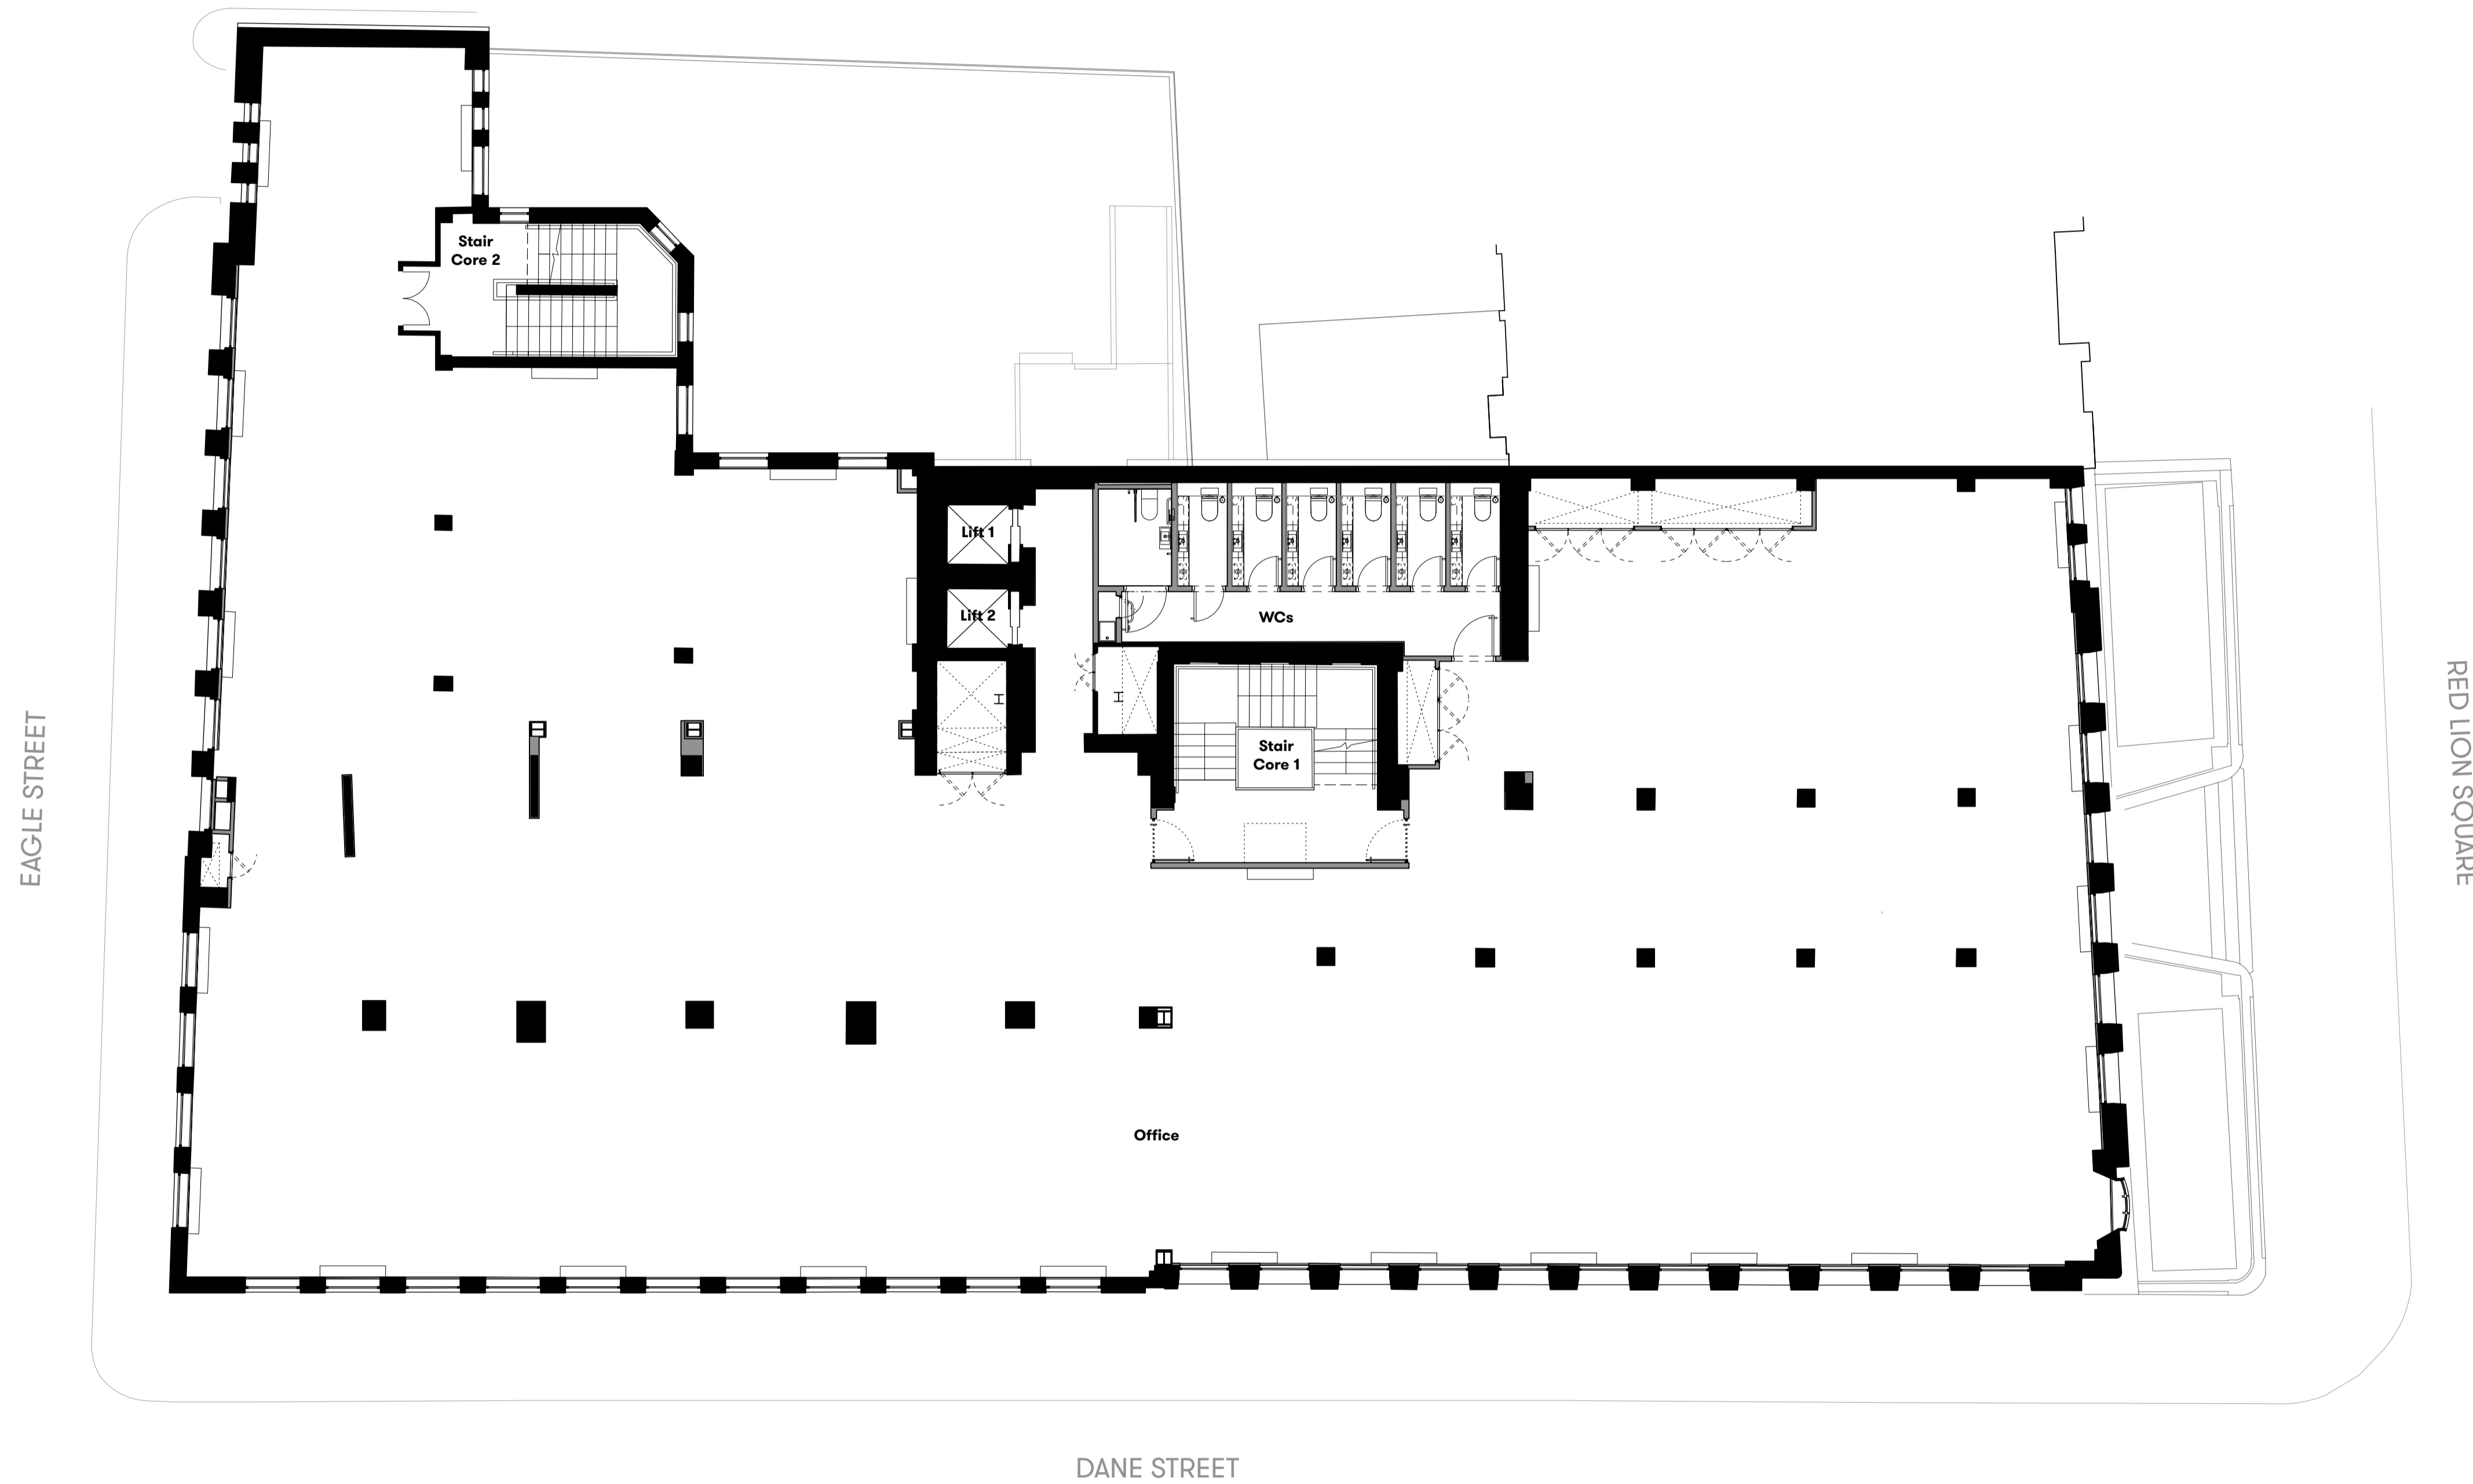 Stair
Core 2
Lift 1
Lift 2
WCs
H
H
Stair
Core 1
EAGLE STREET
RED LION SQUARE
Office
DANE STREET